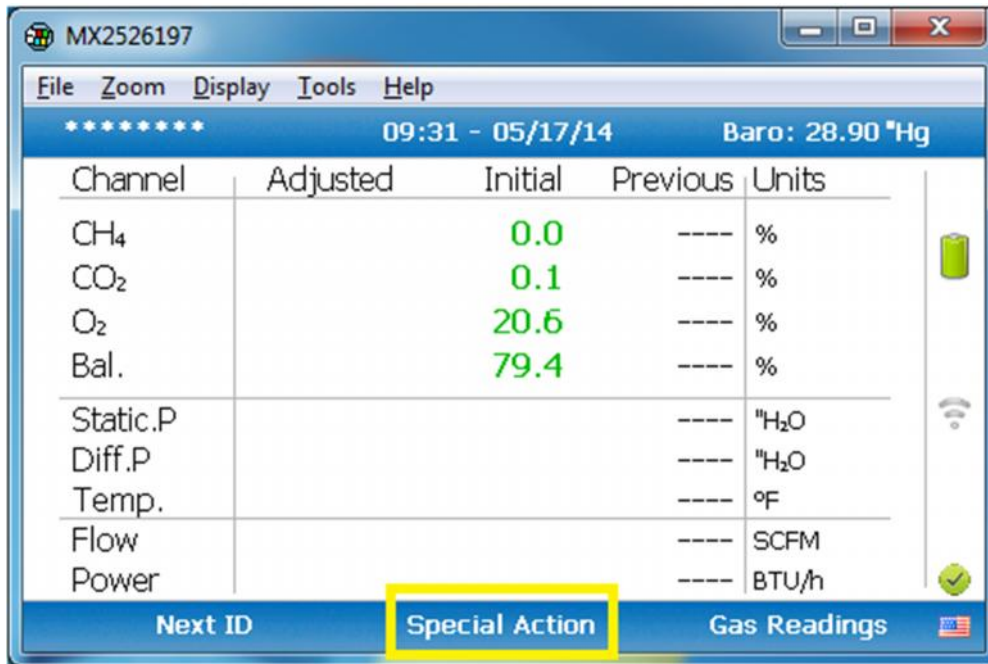 MX2526197
File Zoom Display Tools Help
******** 09:31 - 05/17/14 Baro: 28.90 "Hg
Channel Adjusted Initial Previous Units
CH₄ 0.0 ---- %
CO₂ 0.1 ---- %
O₂ 20.6 ---- %
Bal. 79.4 ---- %
Static.P ---- "H₂O
Diff.P ---- "H₂O
Temp. ---- ºF
Flow ---- SCFM
Power ---- BTU/h
Next ID Special Action Gas Readings